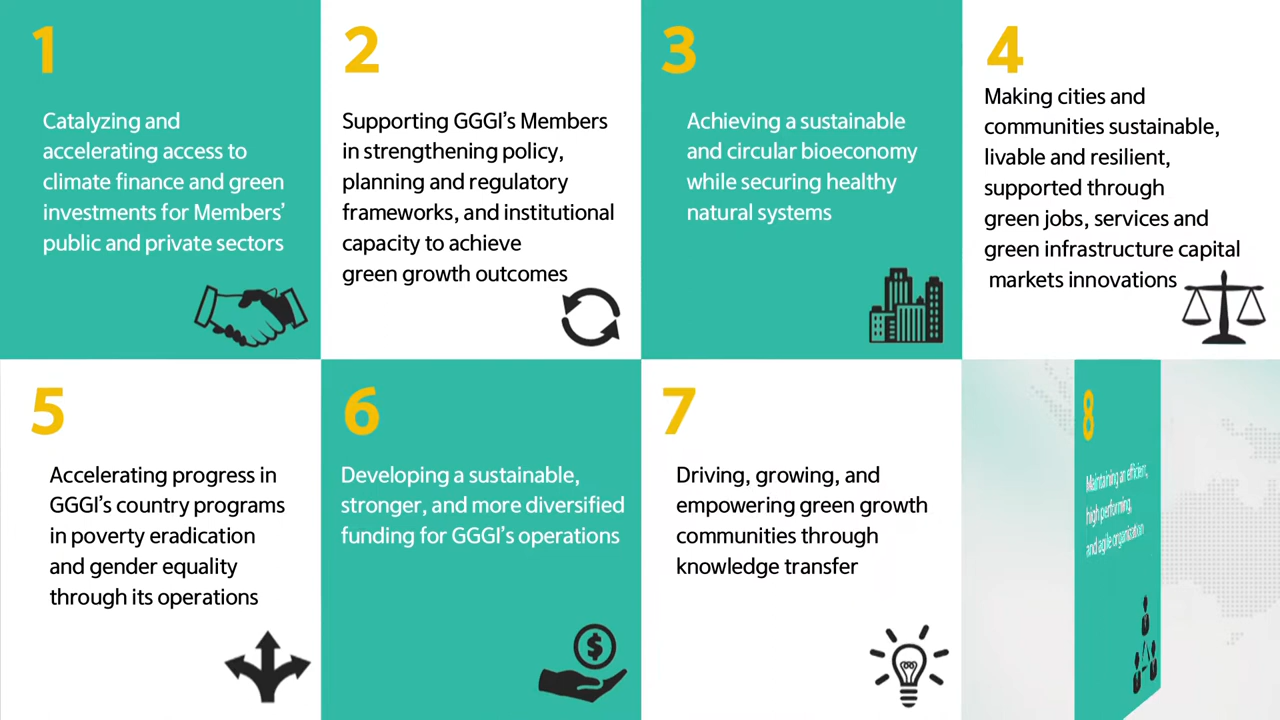 1
Catalyzing and
accelerating access to
climate finance and green
investments for Members’
public and private sectors
2
Supporting GGGI’s Members
in strengthening policy,
planning and regulatory
frameworks, and institutional
capacity to achieve
green growth outcomes
3
Achieving a sustainable
and circular bioeconomy
while securing healthy
natural systems
4
Making cities and
communities sustainable,
livable and resilient,
supported through
green jobs, services and
green infrastructure capital
markets innovations
5
Accelerating progress in
GGGI’s country programs
in poverty eradication
and gender equality
through its operations
6
Developing a sustainable,
stronger, and more diversified
funding for GGGI’s operations
$
7
Driving, growing, and
empowering green growth
communities through
knowledge transfer
8
Maintaining an efficient,
high performing,
and agile organization